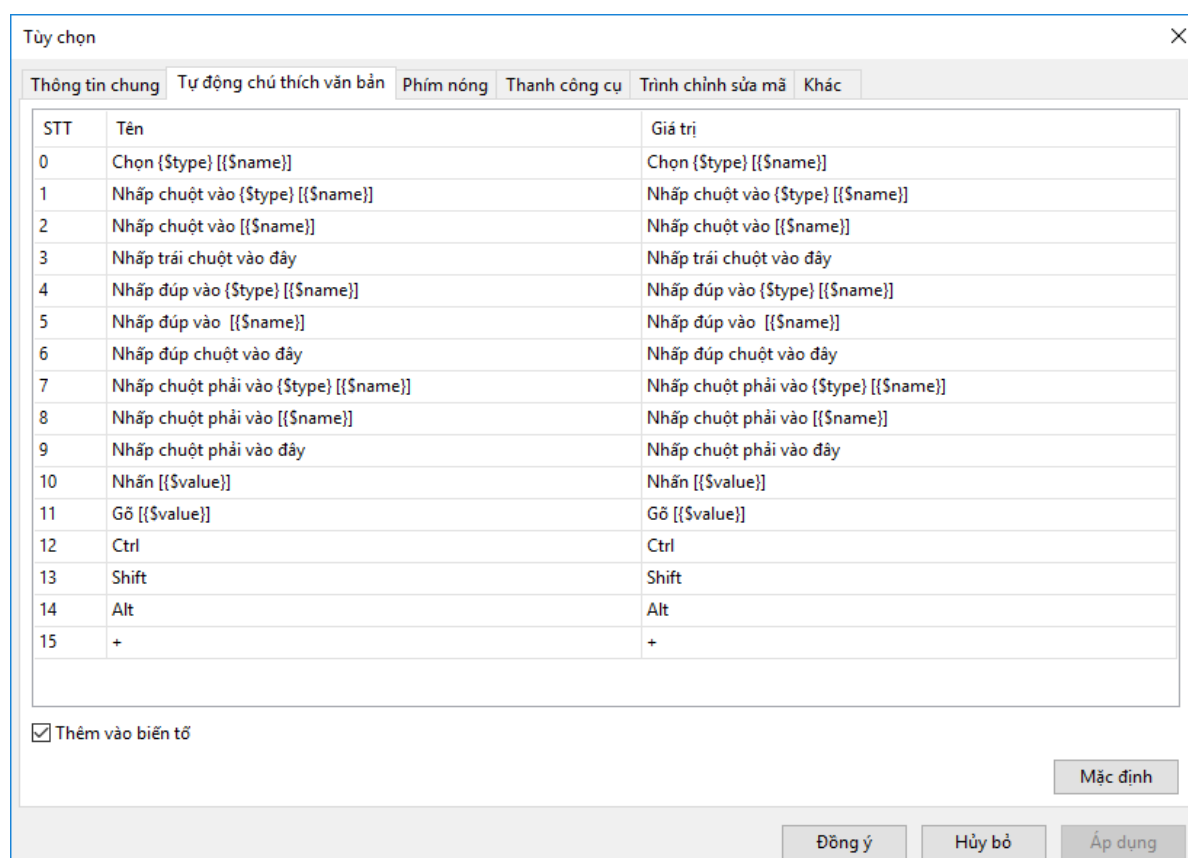 Tùy chọn
Thông tin chung Tự động chú thích văn bản Phím nóng Thanh công cụ Trình chỉnh sửa mã Khác
STT Tên Giá trị
0 Chọn {$type} [{$name}] Chọn {$type} [{$name}]
1 Nhấp chuột vào {$type} [{$name}] Nhấp chuột vào {$type} [{$name}]
2 Nhấp chuột vào [{$name}] Nhấp chuột vào [{$name}]
3 Nhấp trái chuột vào đây Nhấp trái chuột vào đây
4 Nhấp đúp vào {$type} [{$name}] Nhấp đúp vào {$type} [{$name}]
5 Nhấp đúp vào  [{$name}] Nhấp đúp vào  [{$name}]
6 Nhấp đúp chuột vào đây Nhấp đúp chuột vào đây
7 Nhấp chuột phải vào {$type} [{$name}] Nhấp chuột phải vào {$type} [{$name}]
8 Nhấp chuột phải vào [{$name}] Nhấp chuột phải vào [{$name}]
9 Nhấp chuột phải vào đây Nhấp chuột phải vào đây
10 Nhấn [{$value}] Nhấn [{$value}]
11 Gõ [{$value}] Gõ [{$value}]
12 Ctrl Ctrl
13 Shift Shift
14 Alt Alt
15 + +
Thêm vào biến tố
Mặc định
Đồng ý Hủy bỏ Áp dụng